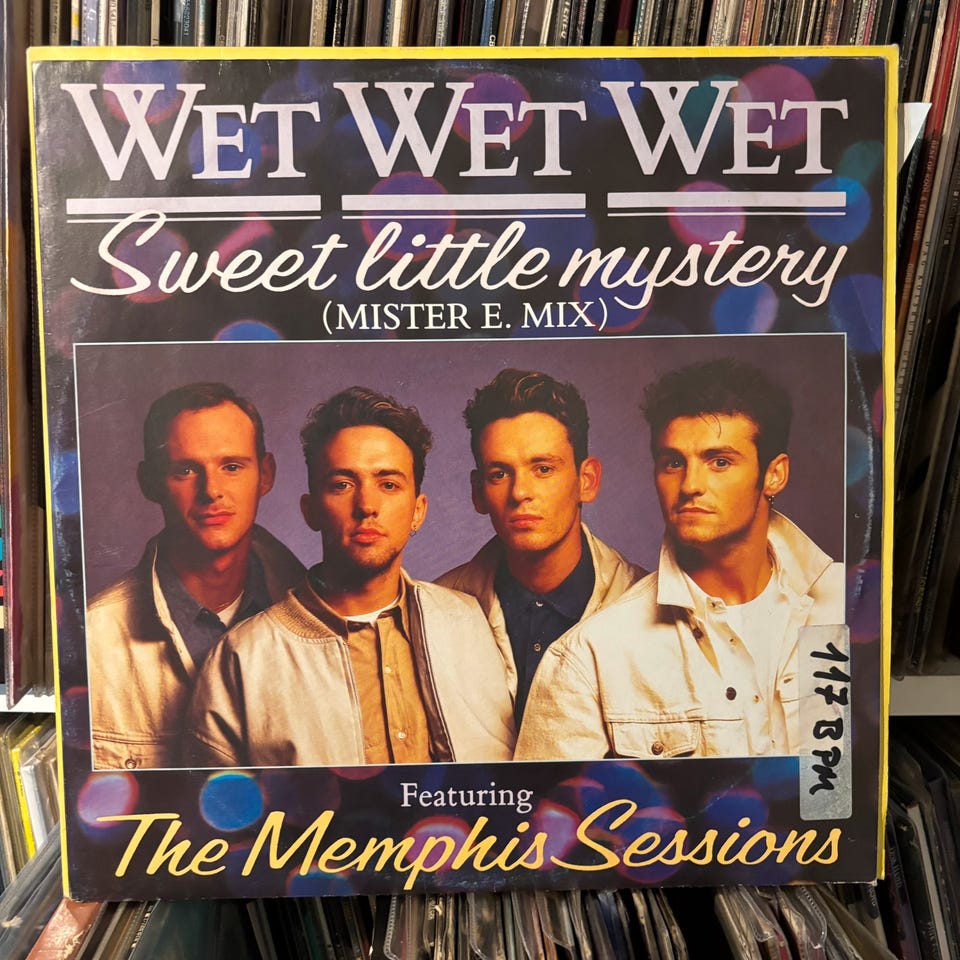 WET WET WET
Sweet little mystery
(MISTER E. MIX)
117 BPM
Featuring
The Memphis Sessions